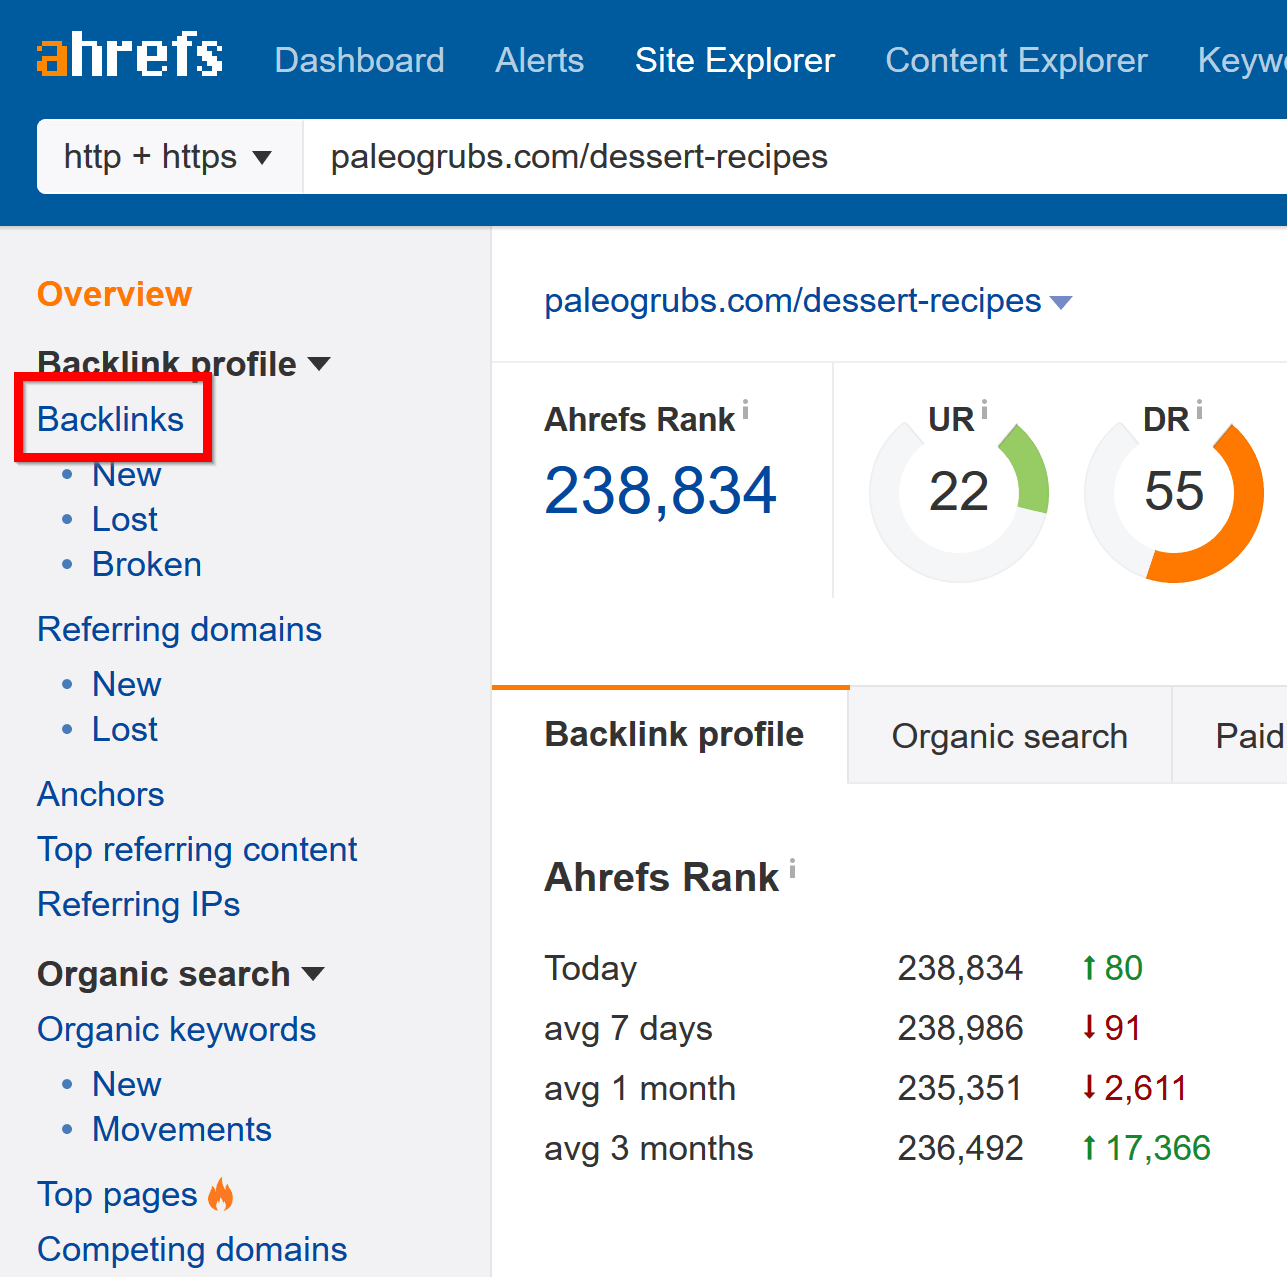 ahrefs Dashboard Alerts Site Explorer Content Explorer Keywo
http + https paleogrubs.com/dessert-recipes
Overview
Backlink profile
Backlinks
New
Lost
Broken
Referring domains
New
Lost
Anchors
Top referring content
Referring IPs
Organic search
Organic keywords
New
Movements
Top pages
Competing domains
paleogrubs.com/dessert-recipes
Ahrefs Rank i
238,834
UR i
22
DR i
55
Backlink profile Organic search Paid
Ahrefs Rank i
Today 238,834 ↑80
avg 7 days 238,986 ↓91
avg 1 month 235,351 ↓2,611
avg 3 months 236,492 ↑17,366